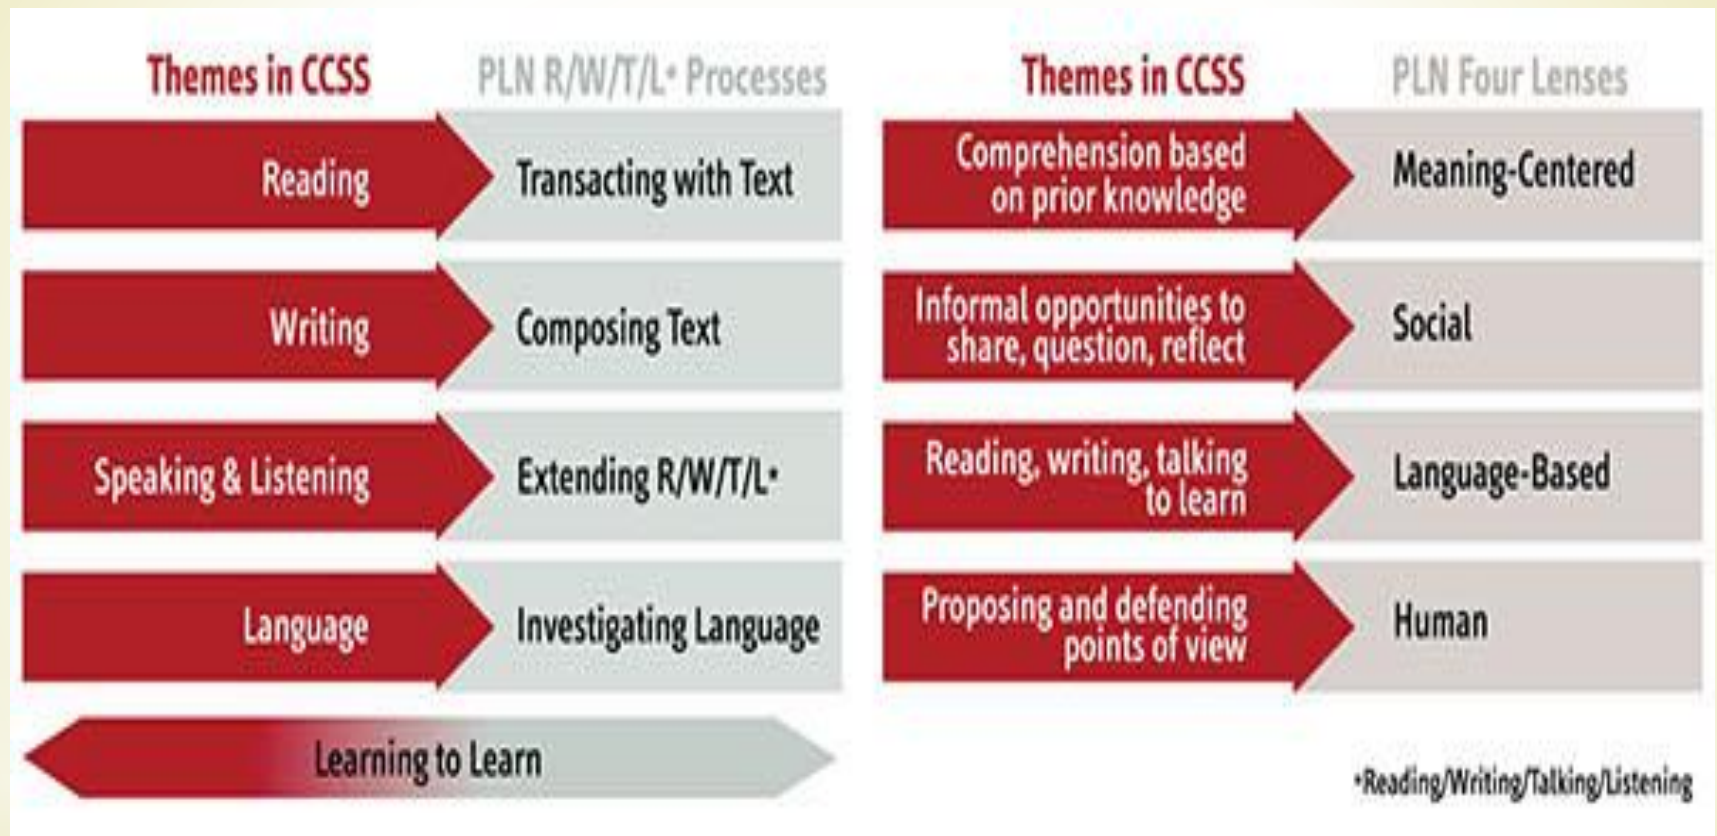 Themes in CCSS
PLN R/W/T/L• Processes
Reading
Transacting with Text
Writing
Composing Text
Speaking & Listening
Extending R/W/T/L•
Language
Investigating Language
Learning to Learn
Themes in CCSS
PLN Four Lenses
Comprehension based
on prior knowledge
Meaning-Centered
Informal opportunities to
share, question, reflect
Social
Reading, writing, talking
to learn
Language-Based
Proposing and defending
points of view
Human
•Reading/Writing/Talking/Listening